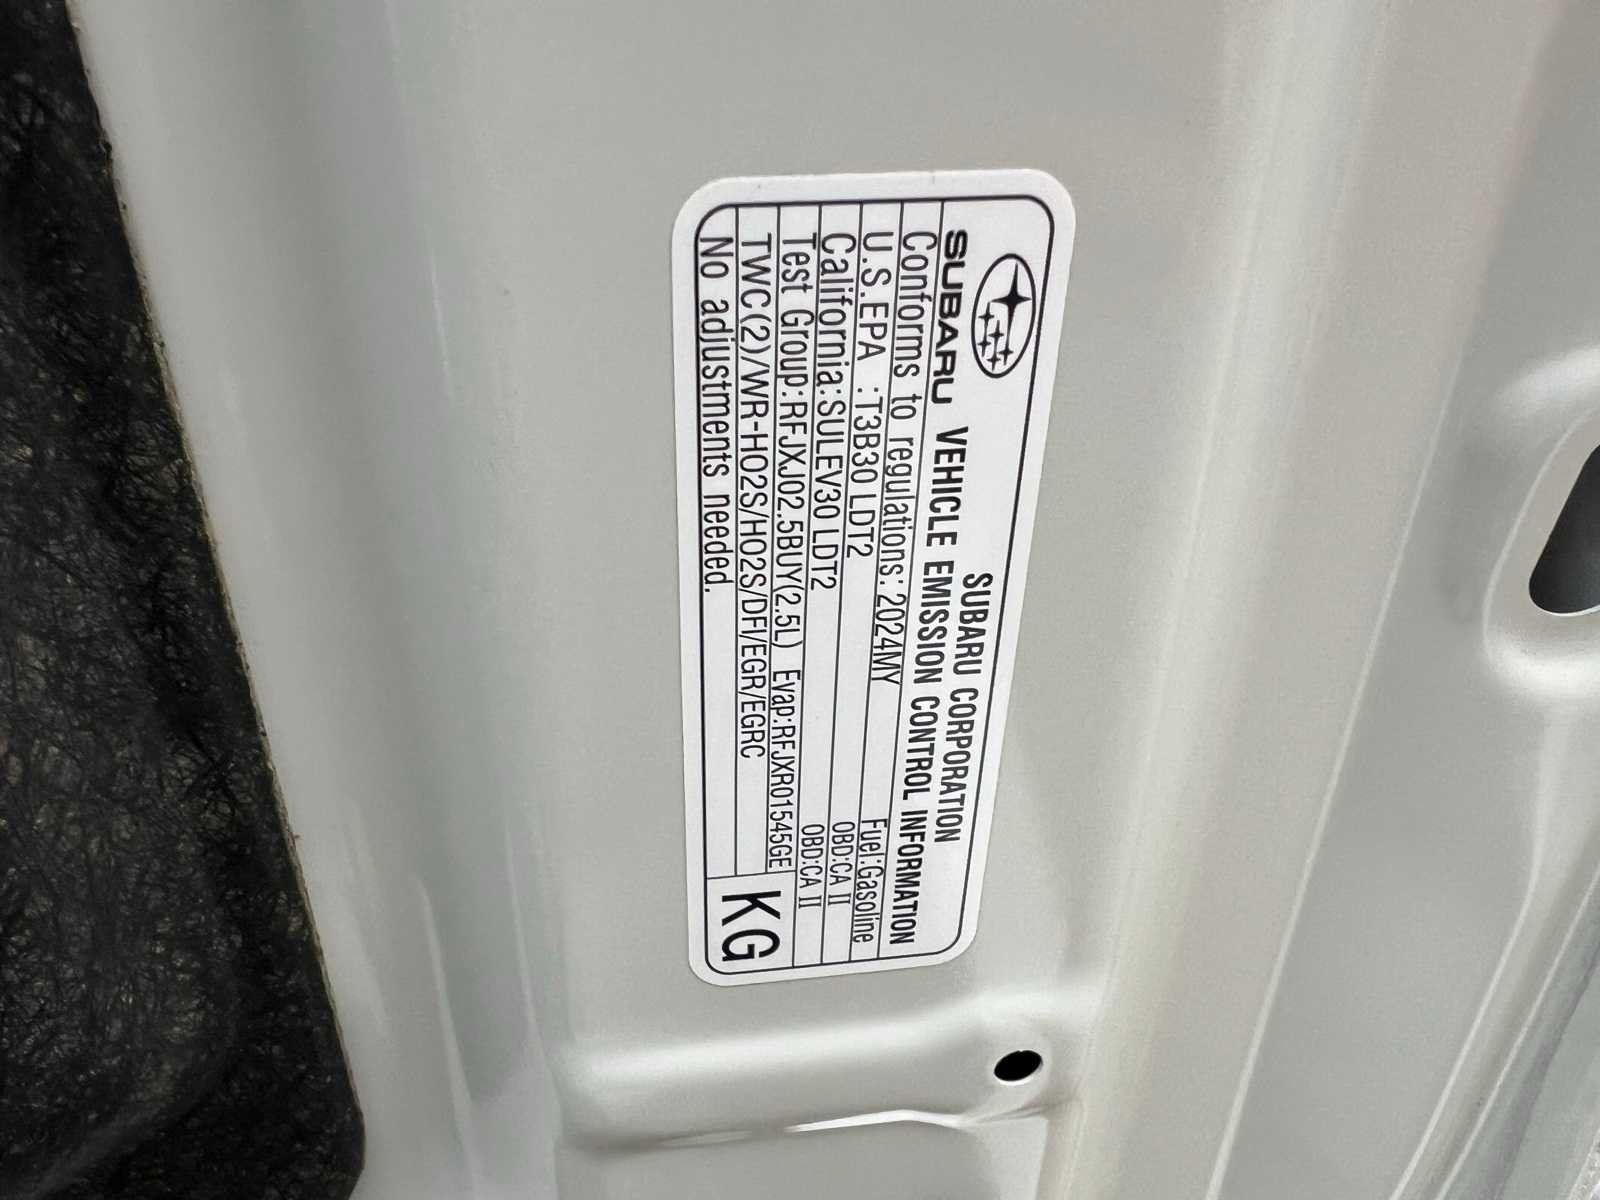 SUBARU CORPORATION
SUBARU VEHICLE EMISSION CONTROL INFORMATION
Conforms to regulations:2024MY Fuel:Gasoline
U.S.EPA :T3B30 LDT2 OBD:CA II
California:SULEV30 LDT2 OBD:CA II
Test Group:RFJXJ02.5BUY(2.5L) Evap:RFJXR01545GE
TWC(2)/WR-HO2S/HO2S/DFI/EGR/EGRC
No adjustments needed.
KG